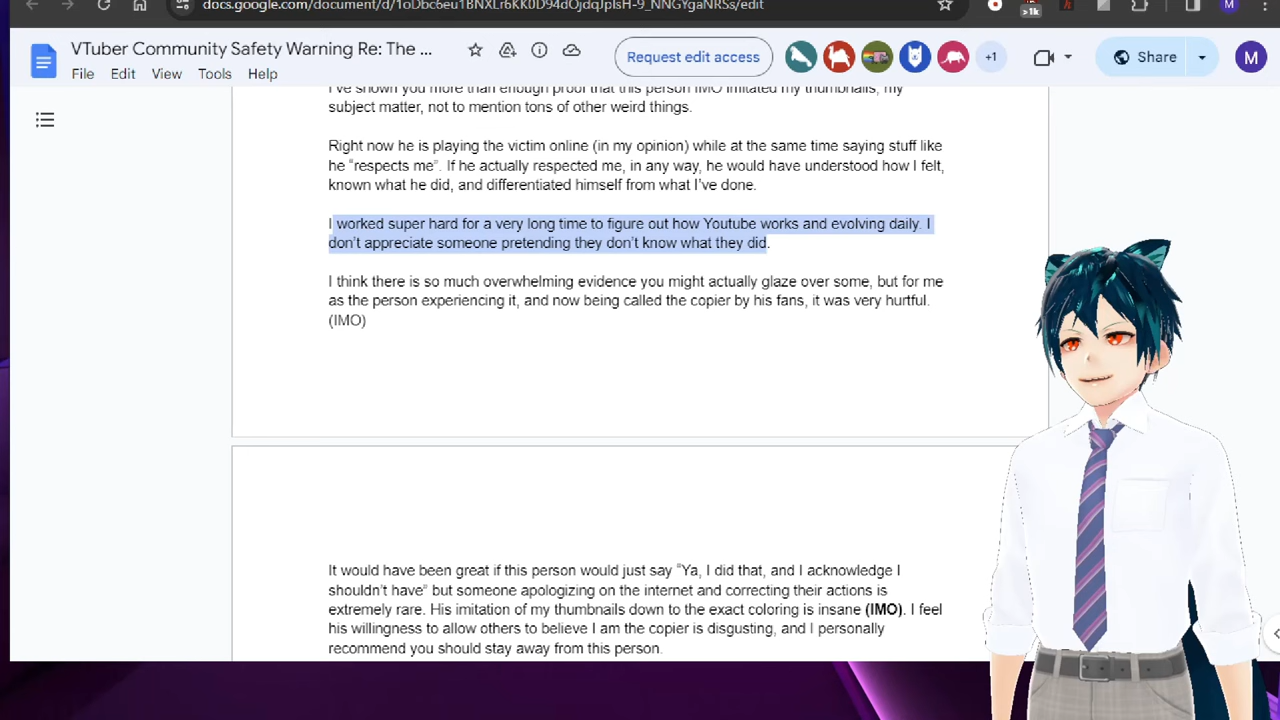 docs.google.com/document/d/1oDbc6eu1BNXLr6KK0D94dOjdqJpIsH-9_NNGYgaNRSs/edit
>1k
M
VTuber Community Safety Warning Re: The ...
File Edit View Tools Help
Request edit access
+1
Share
M
I've shown you more than enough proof that this person IMO imitated my thumbnails, my
subject matter, not to mention tons of other weird things.
Right now he is playing the victim online (in my opinion) while at the same time saying stuff like
he “respects me”. If he actually respected me, in any way, he would have understood how I felt,
known what he did, and differentiated himself from what I’ve done.
I worked super hard for a very long time to figure out how Youtube works and evolving daily. I
don’t appreciate someone pretending they don’t know what they did.
I think there is so much overwhelming evidence you might actually glaze over some, but for me
as the person experiencing it, and now being called the copier by his fans, it was very hurtful.
(IMO)
It would have been great if this person would just say “Ya, I did that, and I acknowledge I
shouldn’t have” but someone apologizing on the internet and correcting their actions is
extremely rare. His imitation of my thumbnails down to the exact coloring is insane (IMO). I feel
his willingness to allow others to believe I am the copier is disgusting, and I personally
recommend you should stay away from this person.